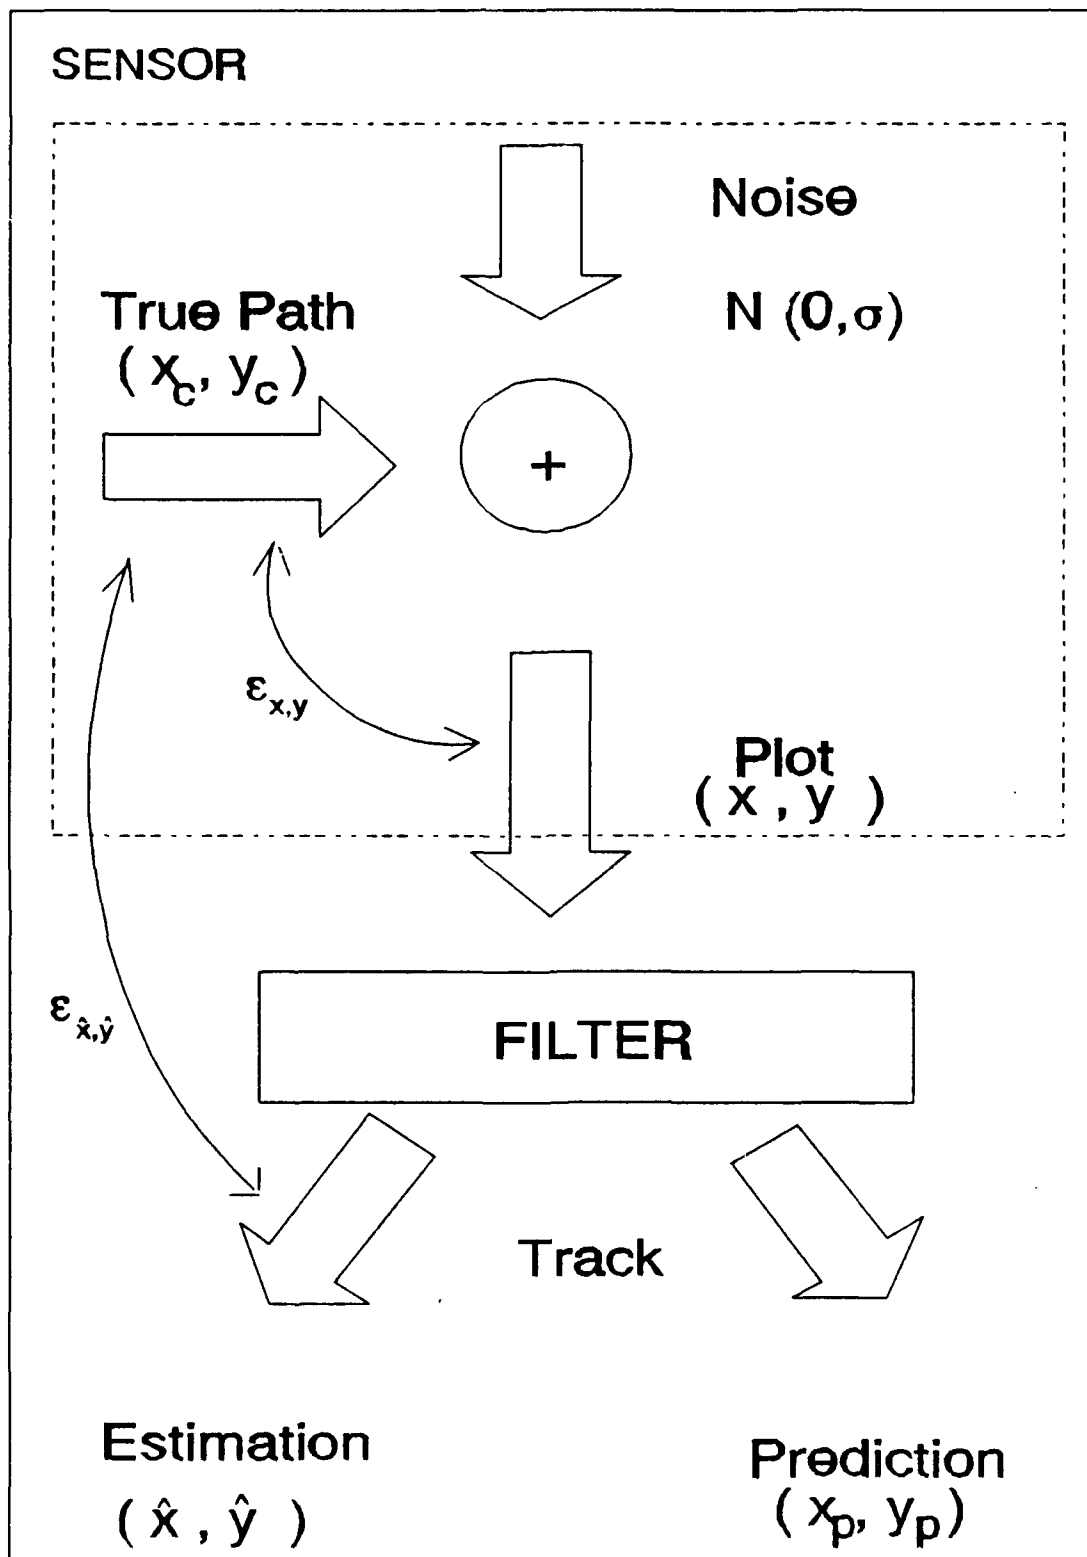 SENSOR
Noise
N (0,σ)
True Path
( x_c, y_c )
+
ε_x,y
Plot
( x , y )
ε_x̂,ŷ
FILTER
Track
Estimation
( x̂ , ŷ )
Prediction
( x_p, y_p )